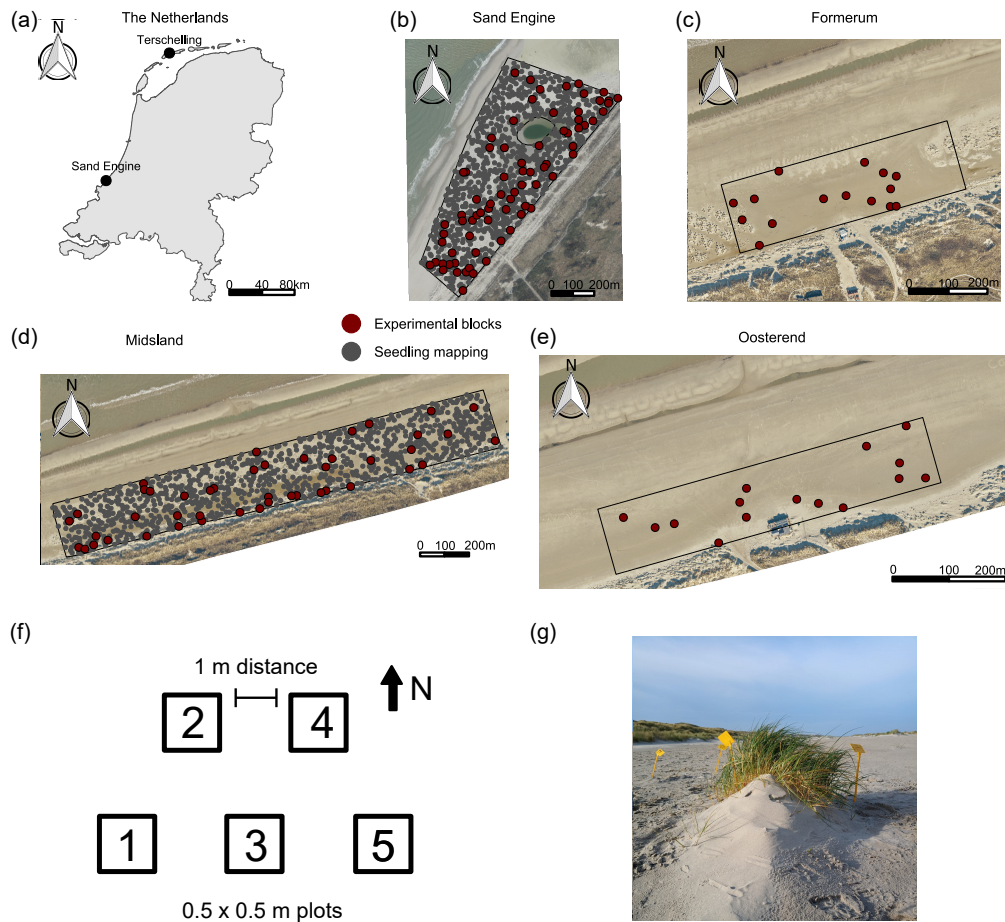 (a)
The Netherlands
N
Terschelling
Sand Engine
0 40 80km
(b)
Sand Engine
N
0 100 200m
(c)
Formerum
N
0 100 200m
Experimental blocks
Seedling mapping
(d)
Midsland
N
0 100 200m
(e)
Oosterend
N
0 100 200m
(f)
1 m distance
N
2 4
1 3 5
0.5 x 0.5 m plots
(g)